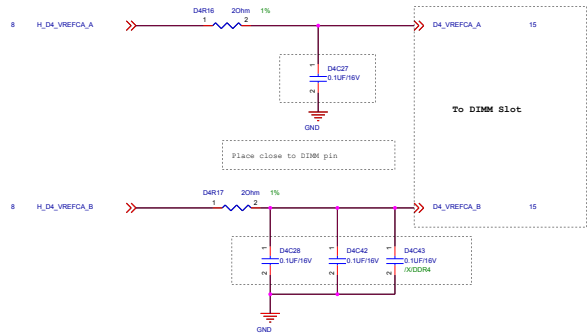 D4R16 2Ohm 1%
8 H_D4_VREFCA_A 1 2 D4_VREFCA_A 15
1 D4C27
0.1UF/16V
2
To DIMM Slot
GND
Place close to DIMM pin
D4R17 2Ohm 1%
8 H_D4_VREFCA_B 1 2 D4_VREFCA_B 15
1 D4C28 1 D4C42 1 D4C43
0.1UF/16V 0.1UF/16V 0.1UF/16V
2 2 2 /X/DDR4
GND